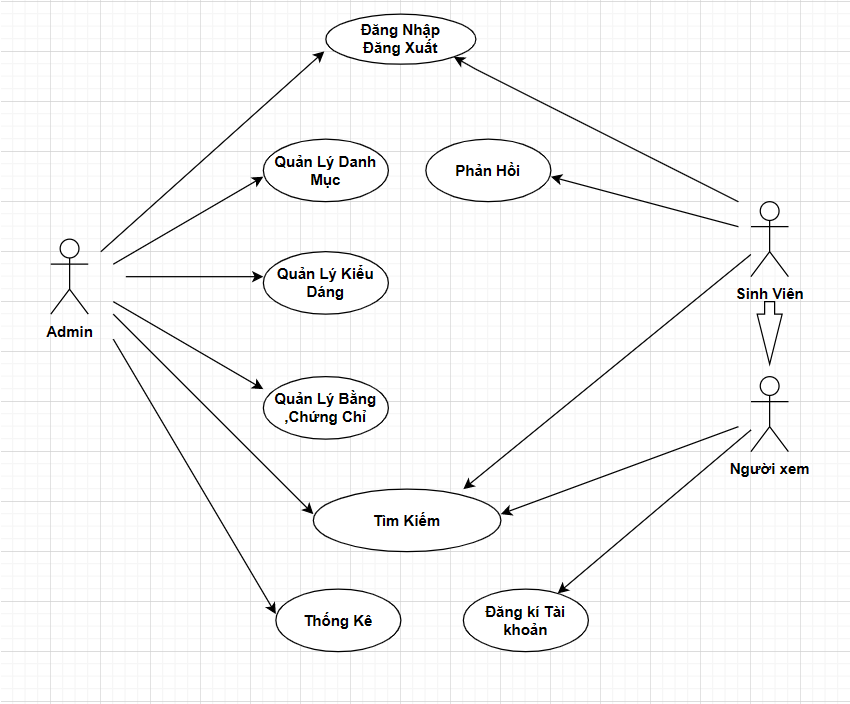 Đăng Nhập
Đăng Xuất
Quản Lý Danh
Mục
Phản Hồi
Quản Lý Kiểu
Dáng
Sinh Viên
Admin
Quản Lý Bằng
,Chứng Chỉ
Người xem
Tìm Kiếm
Thống Kê
Đăng kí Tài
khoản